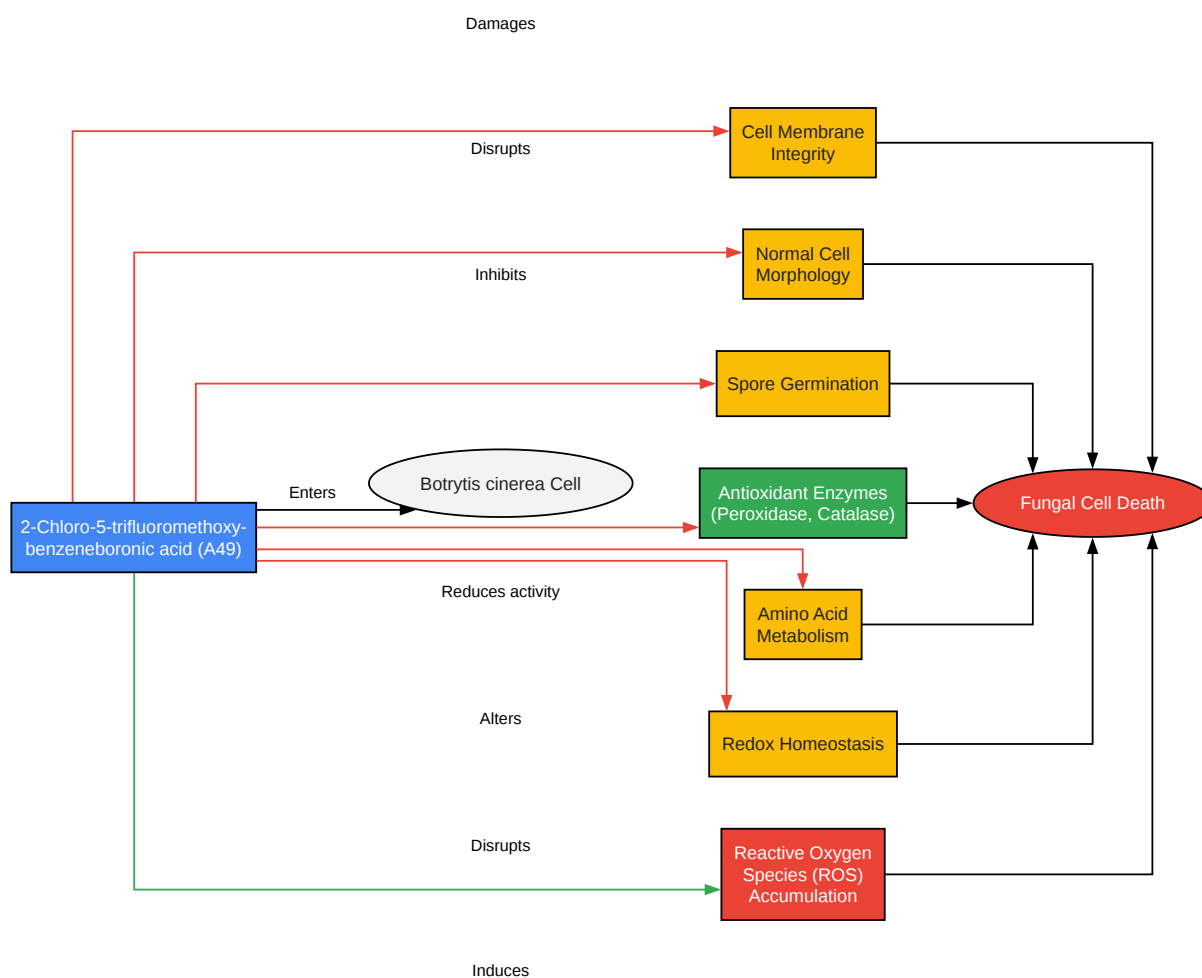 Damages
Cell Membrane
Integrity
Disrupts
Normal Cell
Morphology
Inhibits
Spore Germination
Enters
Botrytis cinerea Cell
Antioxidant Enzymes
(Peroxidase, Catalase)
Fungal Cell Death
2-Chloro-5-trifluoromethoxy-
benzeneboronic acid (A49)
Reduces activity
Amino Acid
Metabolism
Alters
Redox Homeostasis
Disrupts
Reactive Oxygen
Species (ROS)
Accumulation
Induces